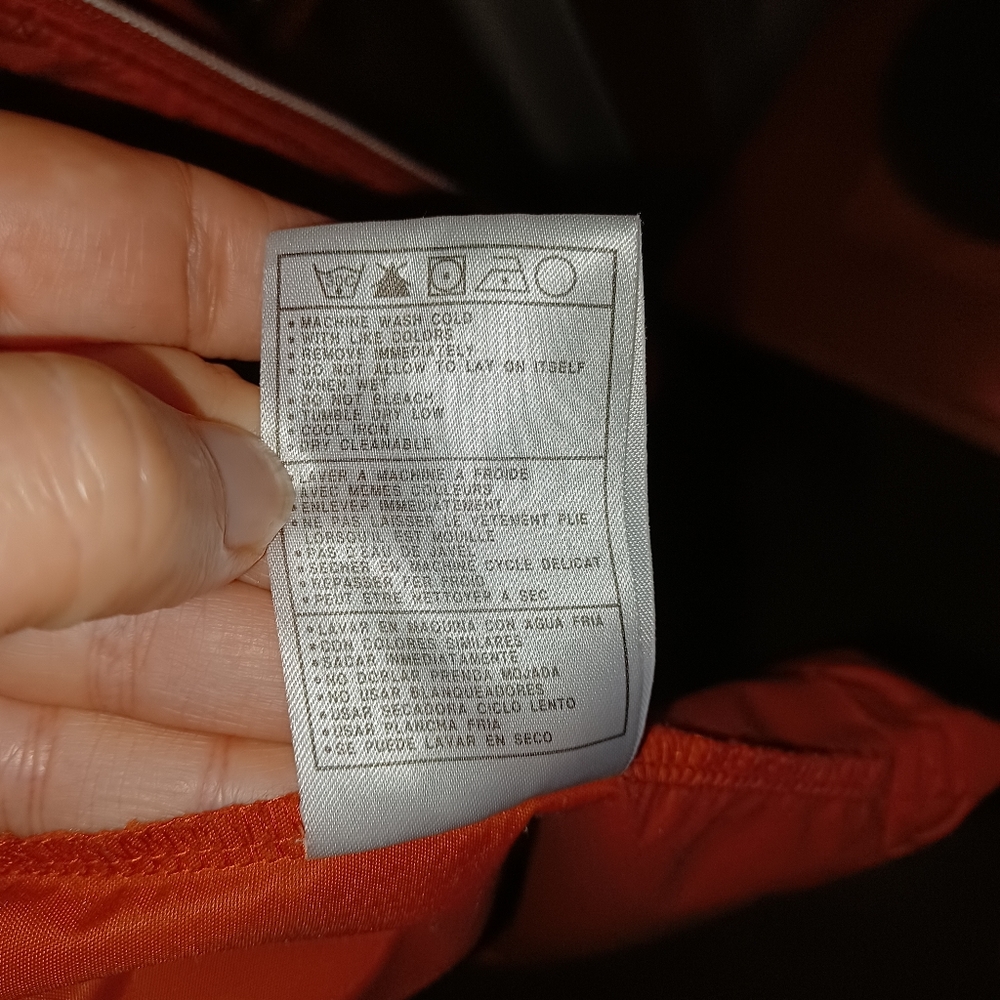 • MACHINE WASH COLD
• WITH LIKE COLORS
• REMOVE IMMEDIATELY
• DO NOT ALLOW TO LAY ON ITSELF
WHEN WET
• DO NOT BLEACH
• TUMBLE DRY LOW
• COOL IRON
• DRY CLEANABLE
LAVER A MACHINE A FROIDE
AVEC MEMES COULEURS
• ENLEVER IMMEDIATEMENT
• NE PAS LAISSER LE VETEMENT PLIE
LORSQU'IL EST MOUILLE
• PAS D'EAU DE JAVEL
• SECHER EN MACHINE CYCLE DELICAT
• REPASSER FER FROID
• PEUT ETRE NETTOYER A SEC
• LAVAR EN MAQUINA CON AGUA FRIA
• CON COLORES SIMILARES
• SACAR INMEDIATAMENTE
• NO DOBLAR PRENDA MOJADA
• NO USAR BLANQUEADORES
• USAR SECADORA CICLO LENTO
• USAR PLANCHA FRIA
• SE PUEDE LAVAR EN SECO